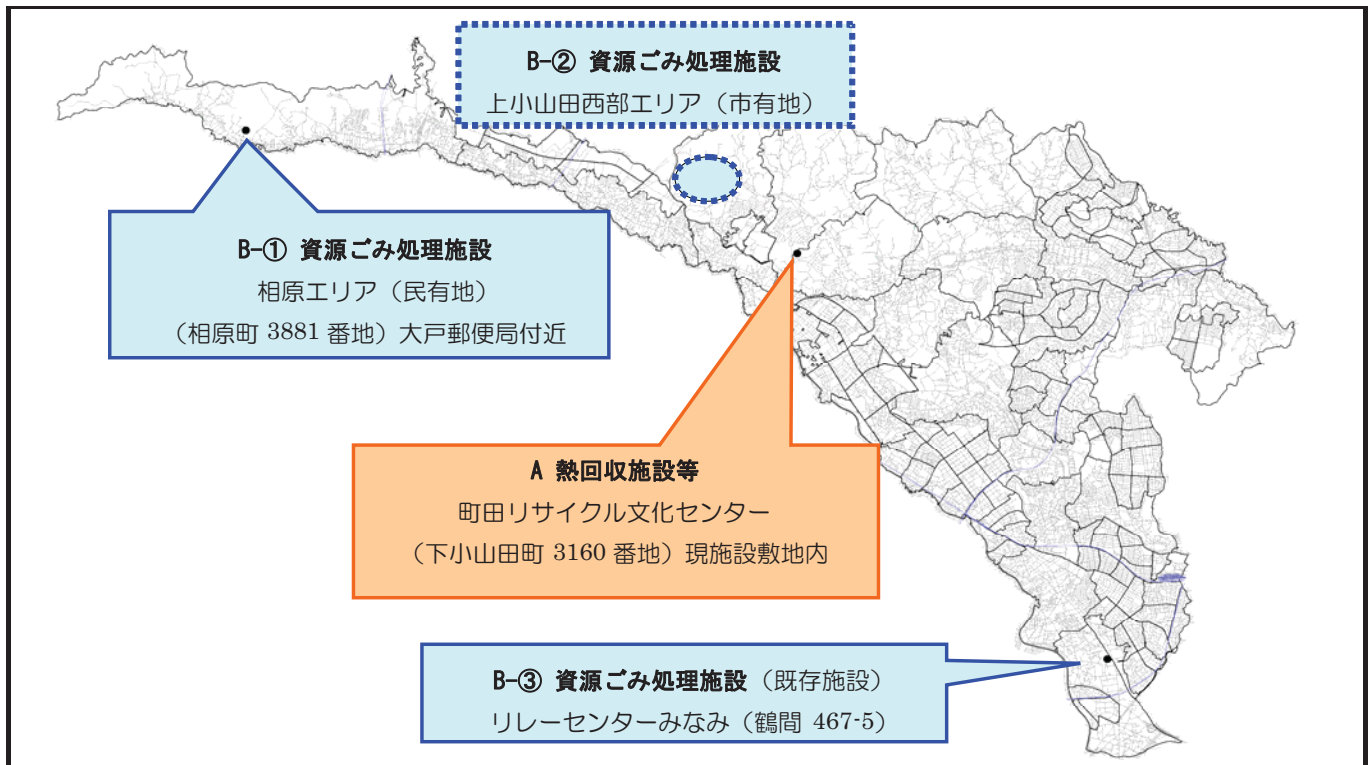 B-② 資源ごみ処理施設
上小山田西部エリア（市有地）
B-① 資源ごみ処理施設
相原エリア（民有地）
（相原町 3881 番地）大戸郵便局付近
A 熱回収施設等
町田リサイクル文化センター
（下小山田町 3160 番地）現施設敷地内
B-③ 資源ごみ処理施設（既存施設）
リレーセンターみなみ（鶴間 467-5）